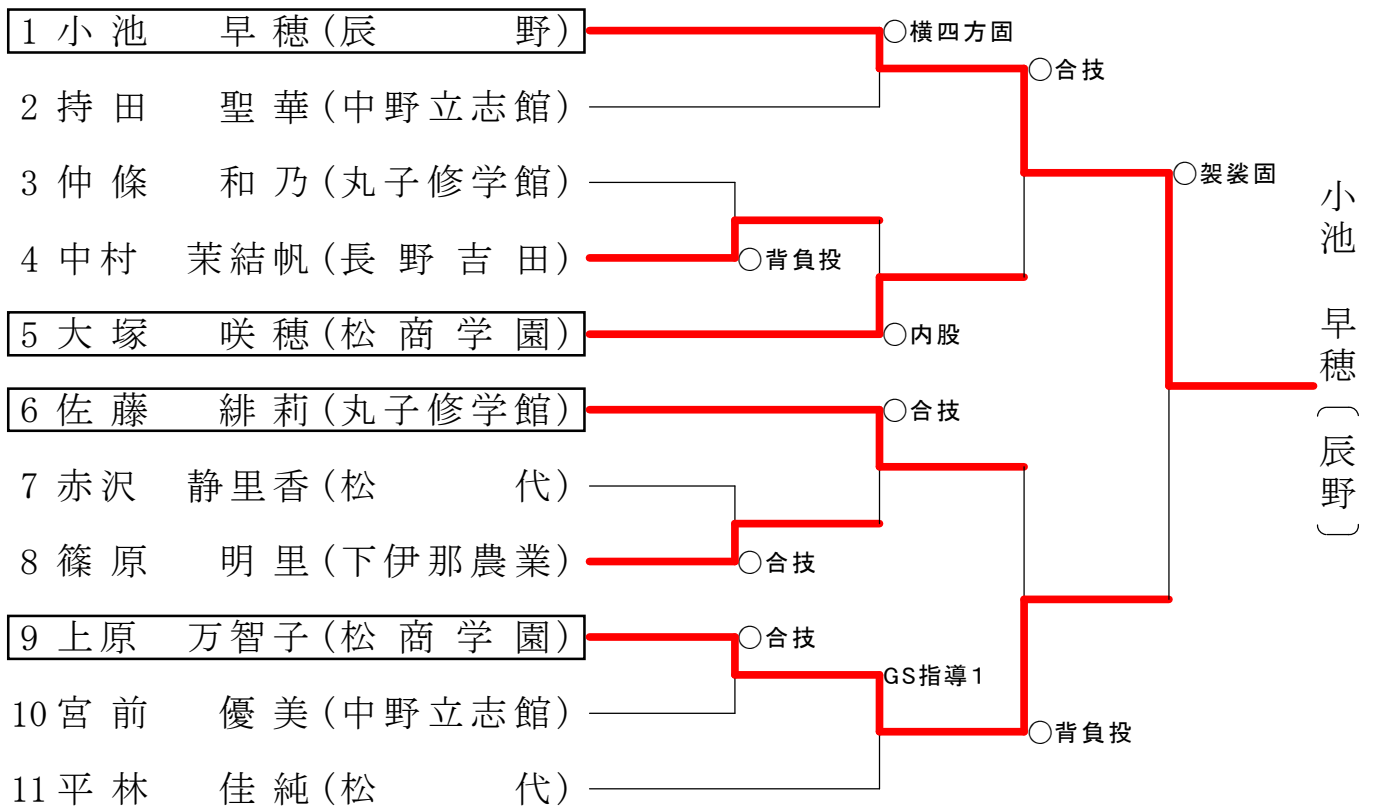 1 小池 早穂(辰野)
○横四方固
○合技
2 持田 聖華(中野立志館)
3 仲條 和乃(丸子修学館)
○袈裟固
4 中村 茉結帆(長野吉田)
○背負投
5 大塚 咲穂(松商学園)
○内股
小池 早穂〔辰野〕
6 佐藤 緋莉(丸子修学館)
○合技
7 赤沢 静里香(松代)
8 篠原 明里(下伊那農業)
○合技
9 上原 万智子(松商学園)
○合技
GS指導1
10 宮前 優美(中野立志館)
○背負投
11 平林 佳純(松代)